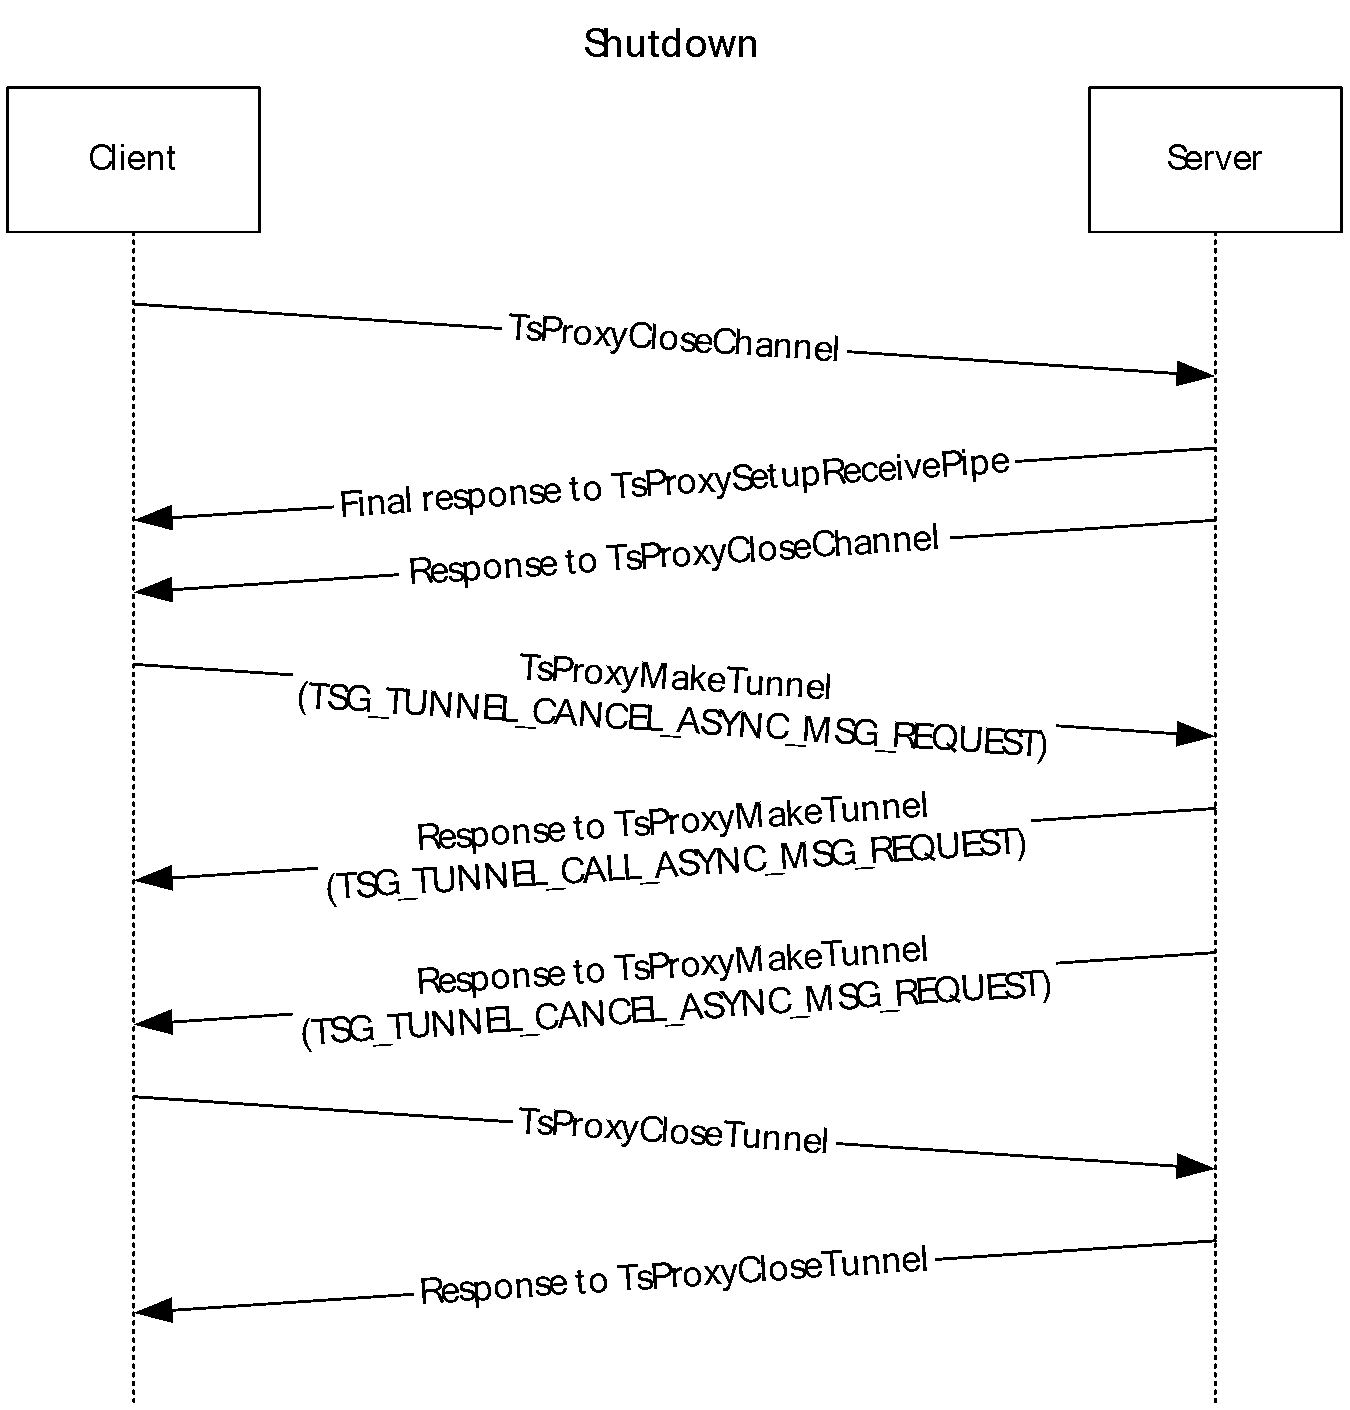 Shutdown
Client
Server
TsProxyCloseChannel
Final response to TsProxySetupReceivePipe
Response to TsProxyCloseChannel
TsProxyMakeTunnel
(TSG_TUNNEL_CANCEL_ASYNC_MSG_REQUEST)
Response to TsProxyMakeTunnel
(TSG_TUNNEL_CALL_ASYNC_MSG_REQUEST)
Response to TsProxyMakeTunnel
(TSG_TUNNEL_CANCEL_ASYNC_MSG_REQUEST)
TsProxyCloseTunnel
Response to TsProxyCloseTunnel